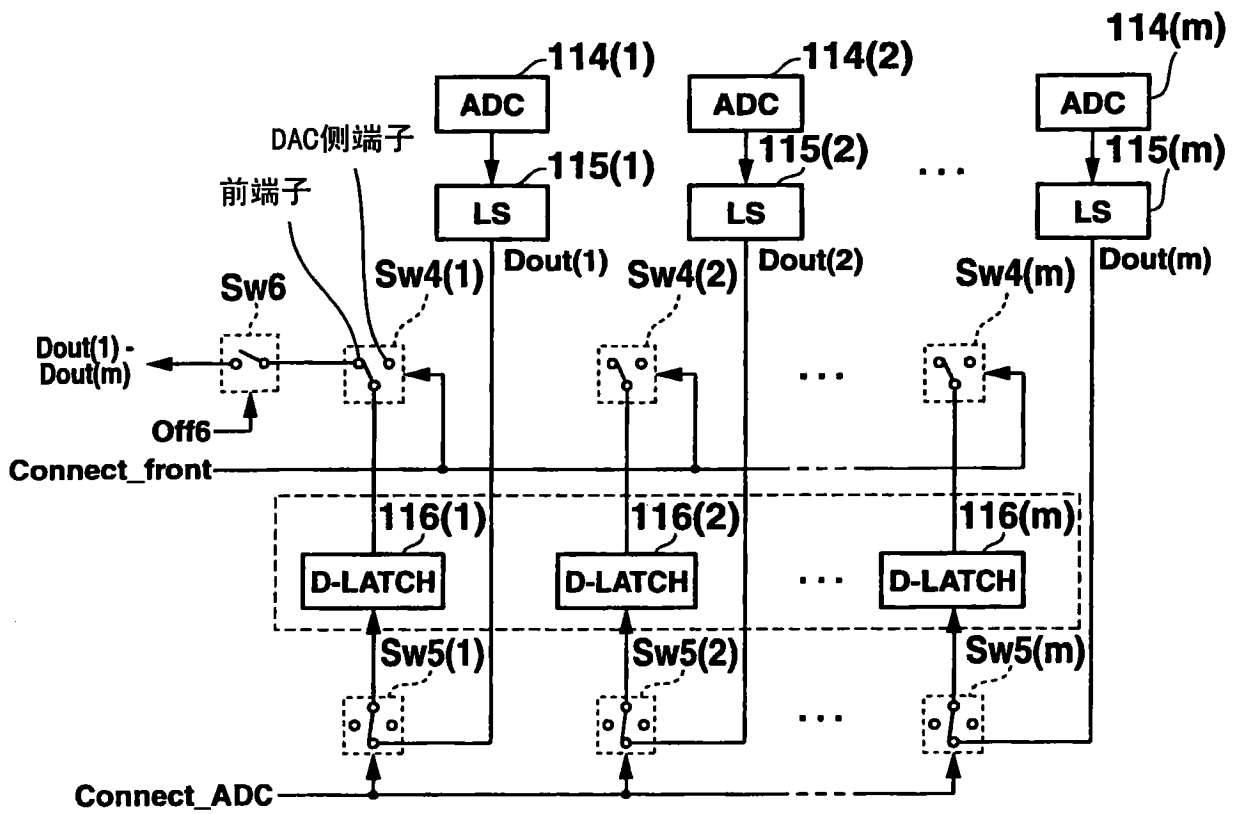 114(1)
114(2)
114(m)
ADC
ADC
ADC
DAC侧端子
115(1)
115(2)
115(m)
. . .
前端子
LS
LS
LS
Dout(1)
Dout(2)
Dout(m)
Sw6
Sw4(1)
Sw4(2)
Sw4(m)
Dout(1) -
Dout(m)
. . .
Off6
Connect_front
116(1)
116(2)
116(m)
D-LATCH
D-LATCH
. . .
D-LATCH
Sw5(1)
Sw5(2)
Sw5(m)
. . .
Connect_ADC